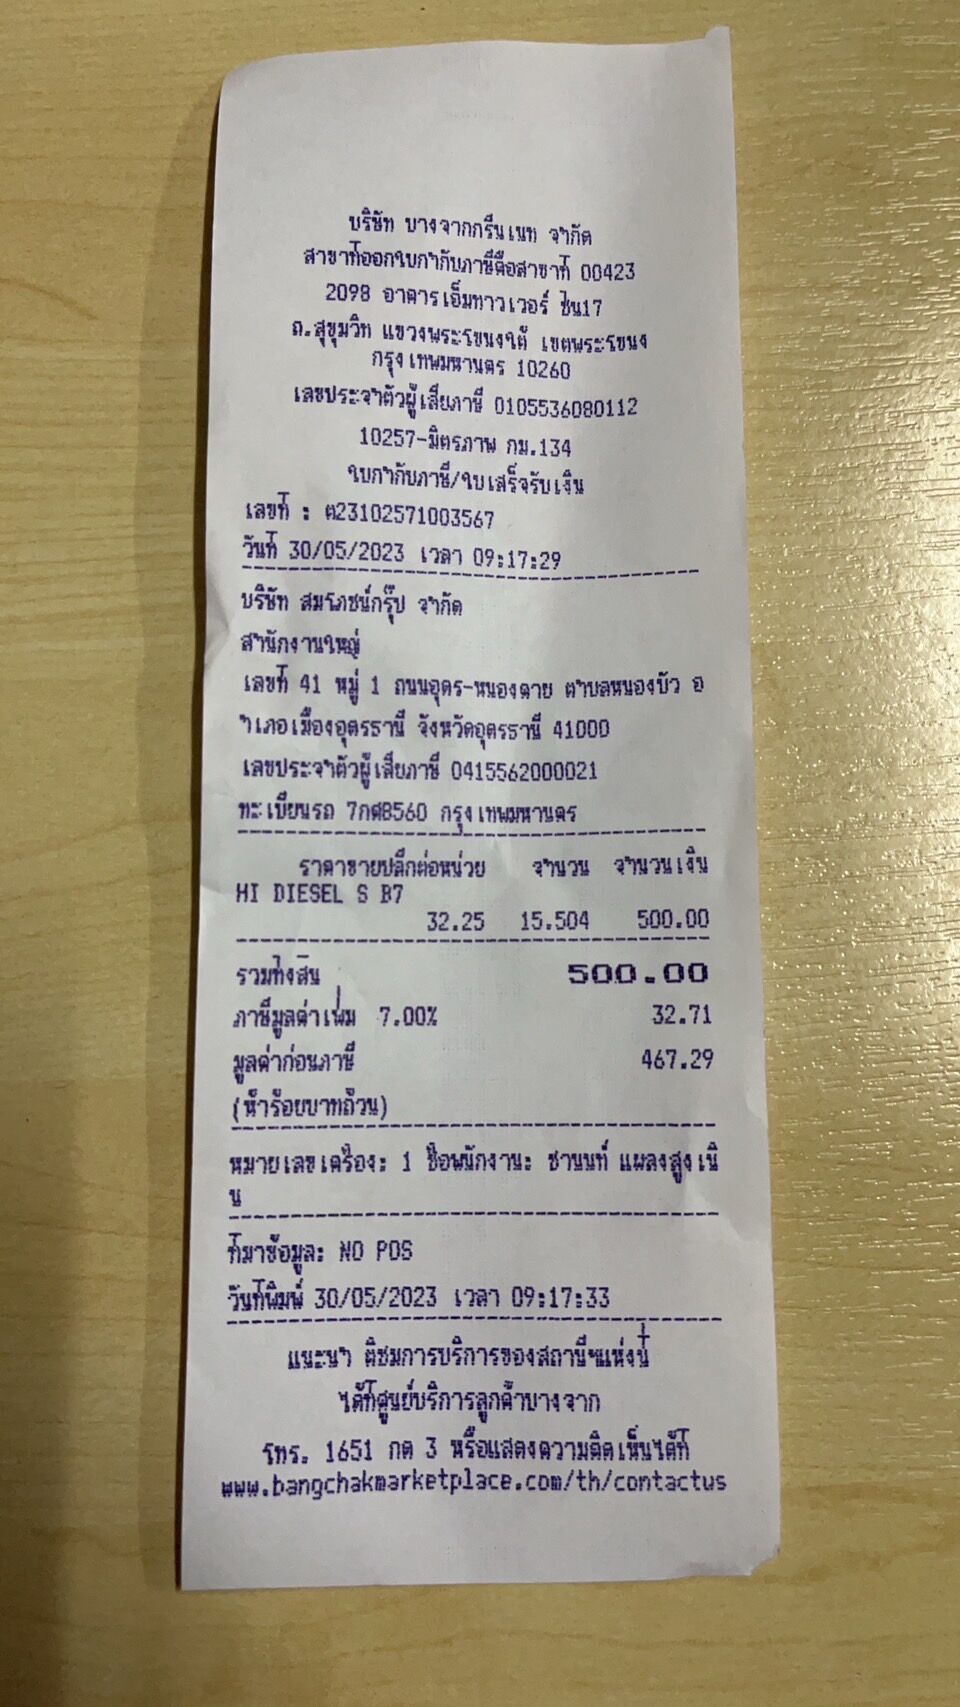 บริษัท บางจากกรีนเนท จำกัด
สาขาที่ออกใบกำกับภาษีคือสาขาที่ 00423
2098 อาคารเอ็มทาวเวอร์ ชั้น17
ถ.สุขุมวิท แขวงพระโขนงใต้ เขตพระโขนง
กรุงเทพมหานคร 10260
เลขประจำตัวผู้เสียภาษี 0105536080112
10257-มิตรภาพ กม.134
ใบกำกับภาษี/ใบเสร็จรับเงิน
เลขที่ : ต23102571003567
วันที่ 30/05/2023 เวลา 09:17:29
บริษัท สมโภชน์กรุ๊ป จำกัด
สำนักงานใหญ่
เลขที่ 41 หมู่ 1 ถนนอุดร-หนองคาย ตำบลหนองบัว อ
ำเภอเมืองอุดรธานี จังหวัดอุดรธานี 41000
เลขประจำตัวผู้เสียภาษี 0415562000021
ทะเบียนรถ 7กศ8560 กรุงเทพมหานคร
ราคาขายปลีกต่อหน่วย จำนวน จำนวนเงิน
HI DIESEL S B7
32.25 15.504 500.00
รวมทั้งสิ้น 500.00
ภาษีมูลค่าเพิ่ม 7.00% 32.71
มูลค่าก่อนภาษี 467.29
(ห้าร้อยบาทถ้วน)
หมายเลขเครื่อง: 1 ชื่อพนักงาน: ชานนท์ แผลงสูงเนิ
น
ที่มาข้อมูล: NO POS
วันที่พิมพ์ 30/05/2023 เวลา 09:17:33
แนะนำ ติชมการบริการของสถานีฯแห่งนี้
ได้ที่ศูนย์บริการลูกค้าบางจาก
โทร. 1651 กด 3 หรือแสดงความคิดเห็นได้ที่
www.bangchakmarketplace.com/th/contactus